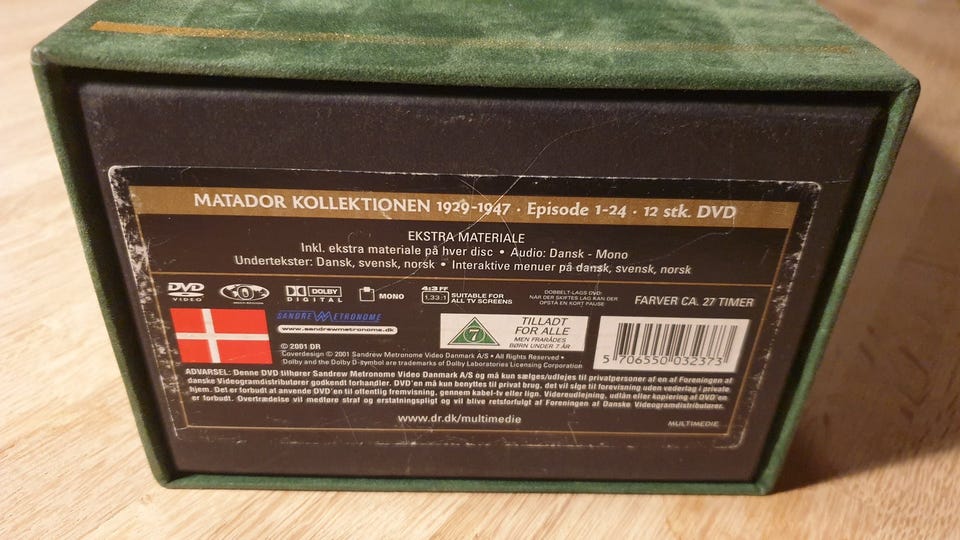 MATADOR KOLLEKTIONEN 1929-1947 · Episode 1-24 · 12 stk. DVD
EKSTRA MATERIALE
Inkl. ekstra materiale på hver disc • Audio: Dansk - Mono
Undertekster: Dansk, svensk, norsk • Interaktive menuer på dansk, svensk, norsk
DVD
VIDEO
DOLBY
DIGITAL
MONO
4:3 FF
1,33:1
SUITABLE FOR
ALL TV SCREENS
DOBBELT-LAGS DVD:
NÅR DER SKIFTES LAG KAN DER
OPSTÅ EN KORT PAUSE
FARVER CA. 27 TIMER
SANDREW METRONOME
www.sandrewmetronome.dk
7
TILLADT
FOR ALLE
MEN FRARÅDES
BØRN UNDER 7 ÅR
5 706550 032373
© 2001 DR
Coverdesign © 2001 Sandrew Metronome Video Danmark A/S • All Rights Reserved •
Dolby and the Dolby D-symbol are trademarks of Dolby Laboratories Licensing Corporation
ADVARSEL: Denne DVD tilhører Sandrew Metronome Video Danmark A/S og må kun sælges/udlejes til privatpersoner af en af Foreningen af
danske Videogramdistributører godkendt forhandler. DVD'en må kun benyttes til privat brug, det vil sige til forevisning uden vederlag i private
hjem. Det er forbudt at anvende DVD'en til offentlig fremvisning, gennem kabel-tv eller lign. Videreudlejning, udlån eller kopiering af DVD'en
er forbudt. Overtrædelse vil medføre straf og erstatningspligt og vil blive retsforfulgt af Foreningen af Danske Videogramdistributører.
www.dr.dk/multimedie
MULTIMEDIE